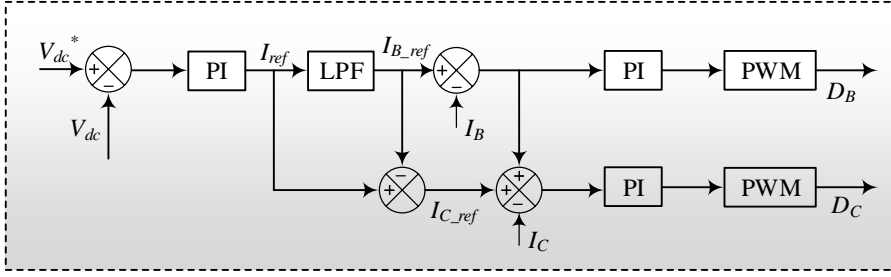 V_dc* + − PI I_ref LPF I_B_ref + − PI PWM D_B
V_dc I_B
− + I_C_ref + + − PI PWM D_C
I_C